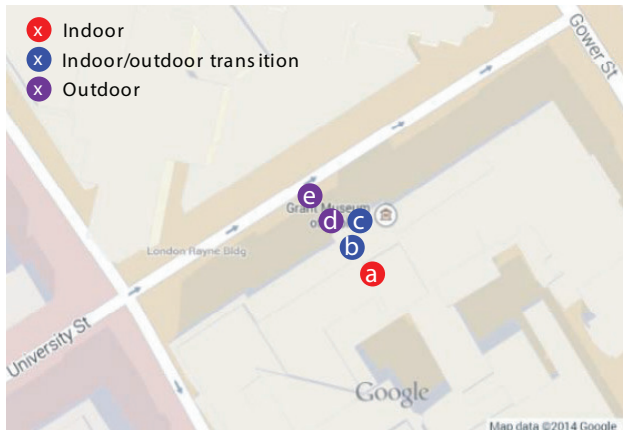 x Indoor
x Indoor/outdoor transition
x Outdoor
Gower St
e
Grant Museum
o
d
c
b
London Rayne Bldg
a
University St
Google
Map data ©2014 Google